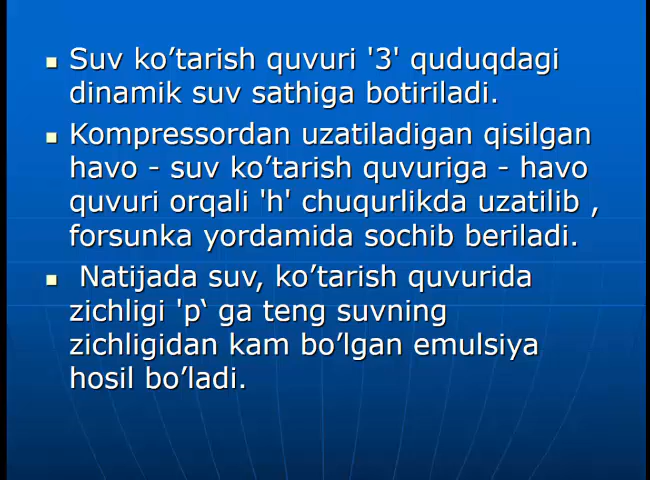 Suv ko’tarish quvuri '3' quduqdagi
dinamik suv sathiga botiriladi.
Kompressordan uzatiladigan qisilgan
havo - suv ko’tarish quvuriga - havo
quvuri orqali 'h' chuqurlikda uzatilib ,
forsunka yordamida sochib beriladi.
Natijada suv, ko’tarish quvurida
zichligi 'p‘ ga teng suvning
zichligidan kam bo’lgan emulsiya
hosil bo’ladi.